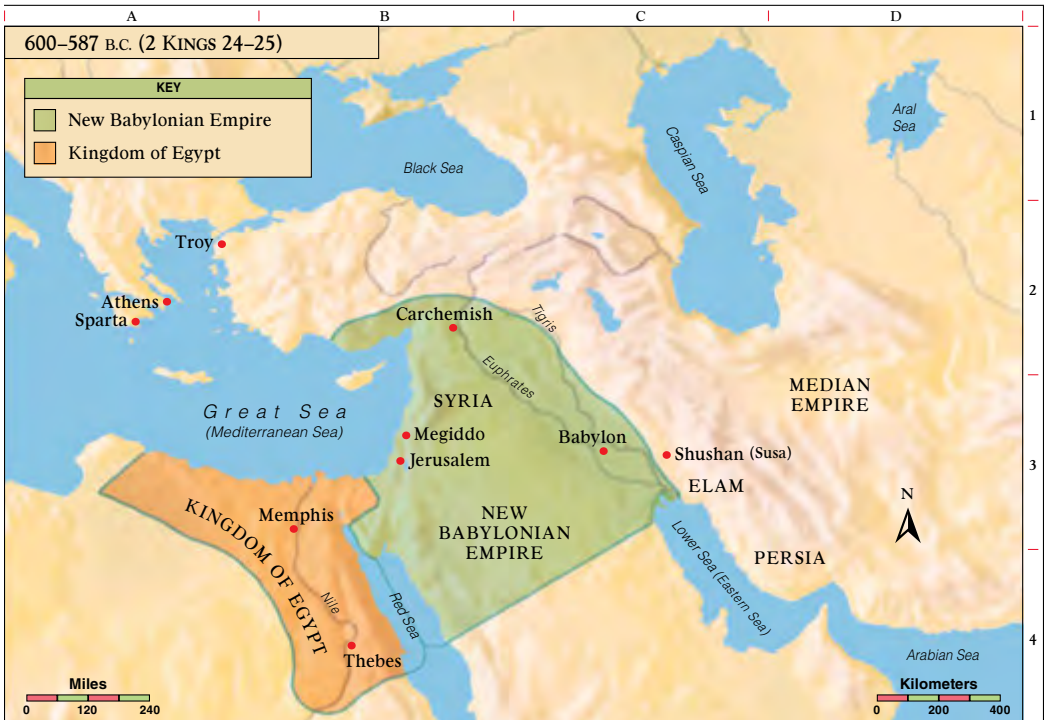 A
B
C
D
600–587 B.C. (2 KINGS 24–25)
KEY
New Babylonian Empire
Kingdom of Egypt
1
2
3
4
Aral
Sea
Caspian Sea
Black Sea
Troy
Athens
Sparta
Carchemish
Tigris
Euphrates
SYRIA
MEDIAN
EMPIRE
Great Sea
(Mediterranean Sea)
Megiddo
Jerusalem
Babylon
Shushan (Susa)
ELAM
NEW
BABYLONIAN
EMPIRE
KINGDOM OF EGYPT
Memphis
N
Lower Sea (Eastern Sea)
PERSIA
Nile
Red Sea
Thebes
Arabian Sea
Miles
0 120 240
Kilometers
0 200 400